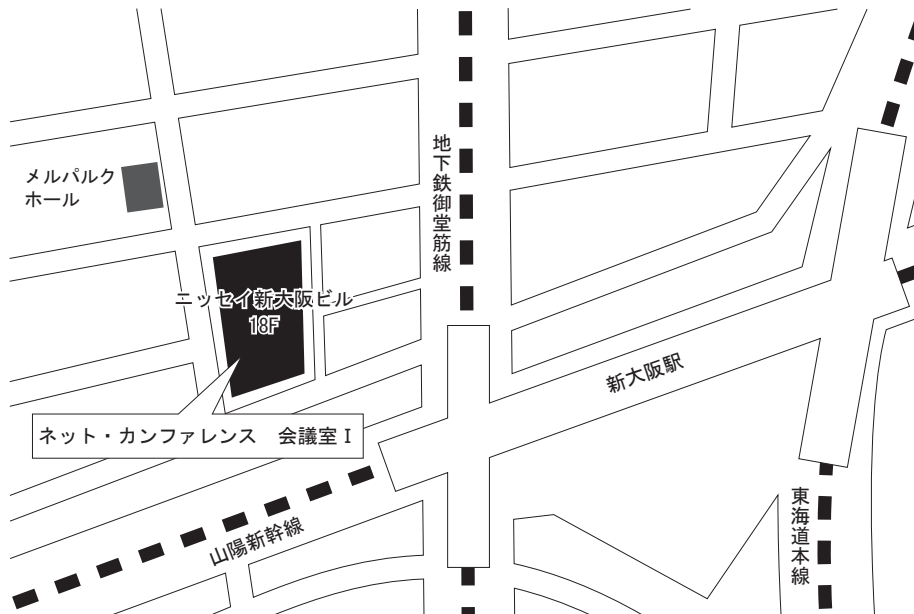 地下鉄御堂筋線
メルパルク
ホール
ニッセイ新大阪ビル
18F
新大阪駅
ネット・カンファレンス　会議室 I
東海道本線
山陽新幹線